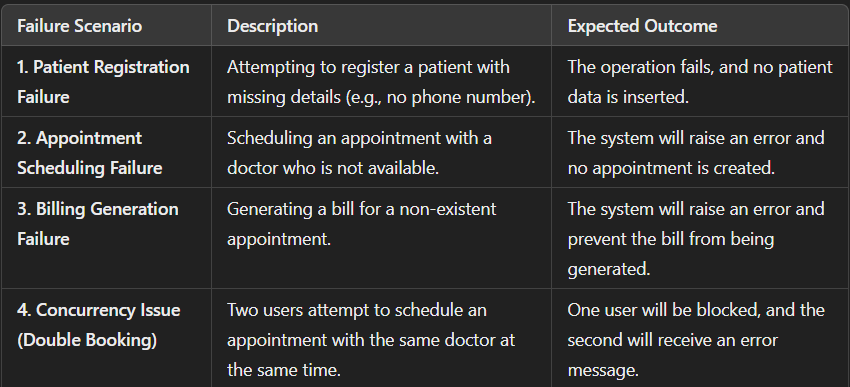 Failure Scenario Description Expected Outcome
1. Patient Registration Failure Attempting to register a patient with missing details (e.g., no phone number). The operation fails, and no patient data is inserted.
2. Appointment Scheduling Failure Scheduling an appointment with a doctor who is not available. The system will raise an error and no appointment is created.
3. Billing Generation Failure Generating a bill for a non-existent appointment. The system will raise an error and prevent the bill from being generated.
4. Concurrency Issue (Double Booking) Two users attempt to schedule an appointment with the same doctor at the same time. One user will be blocked, and the second will receive an error message.